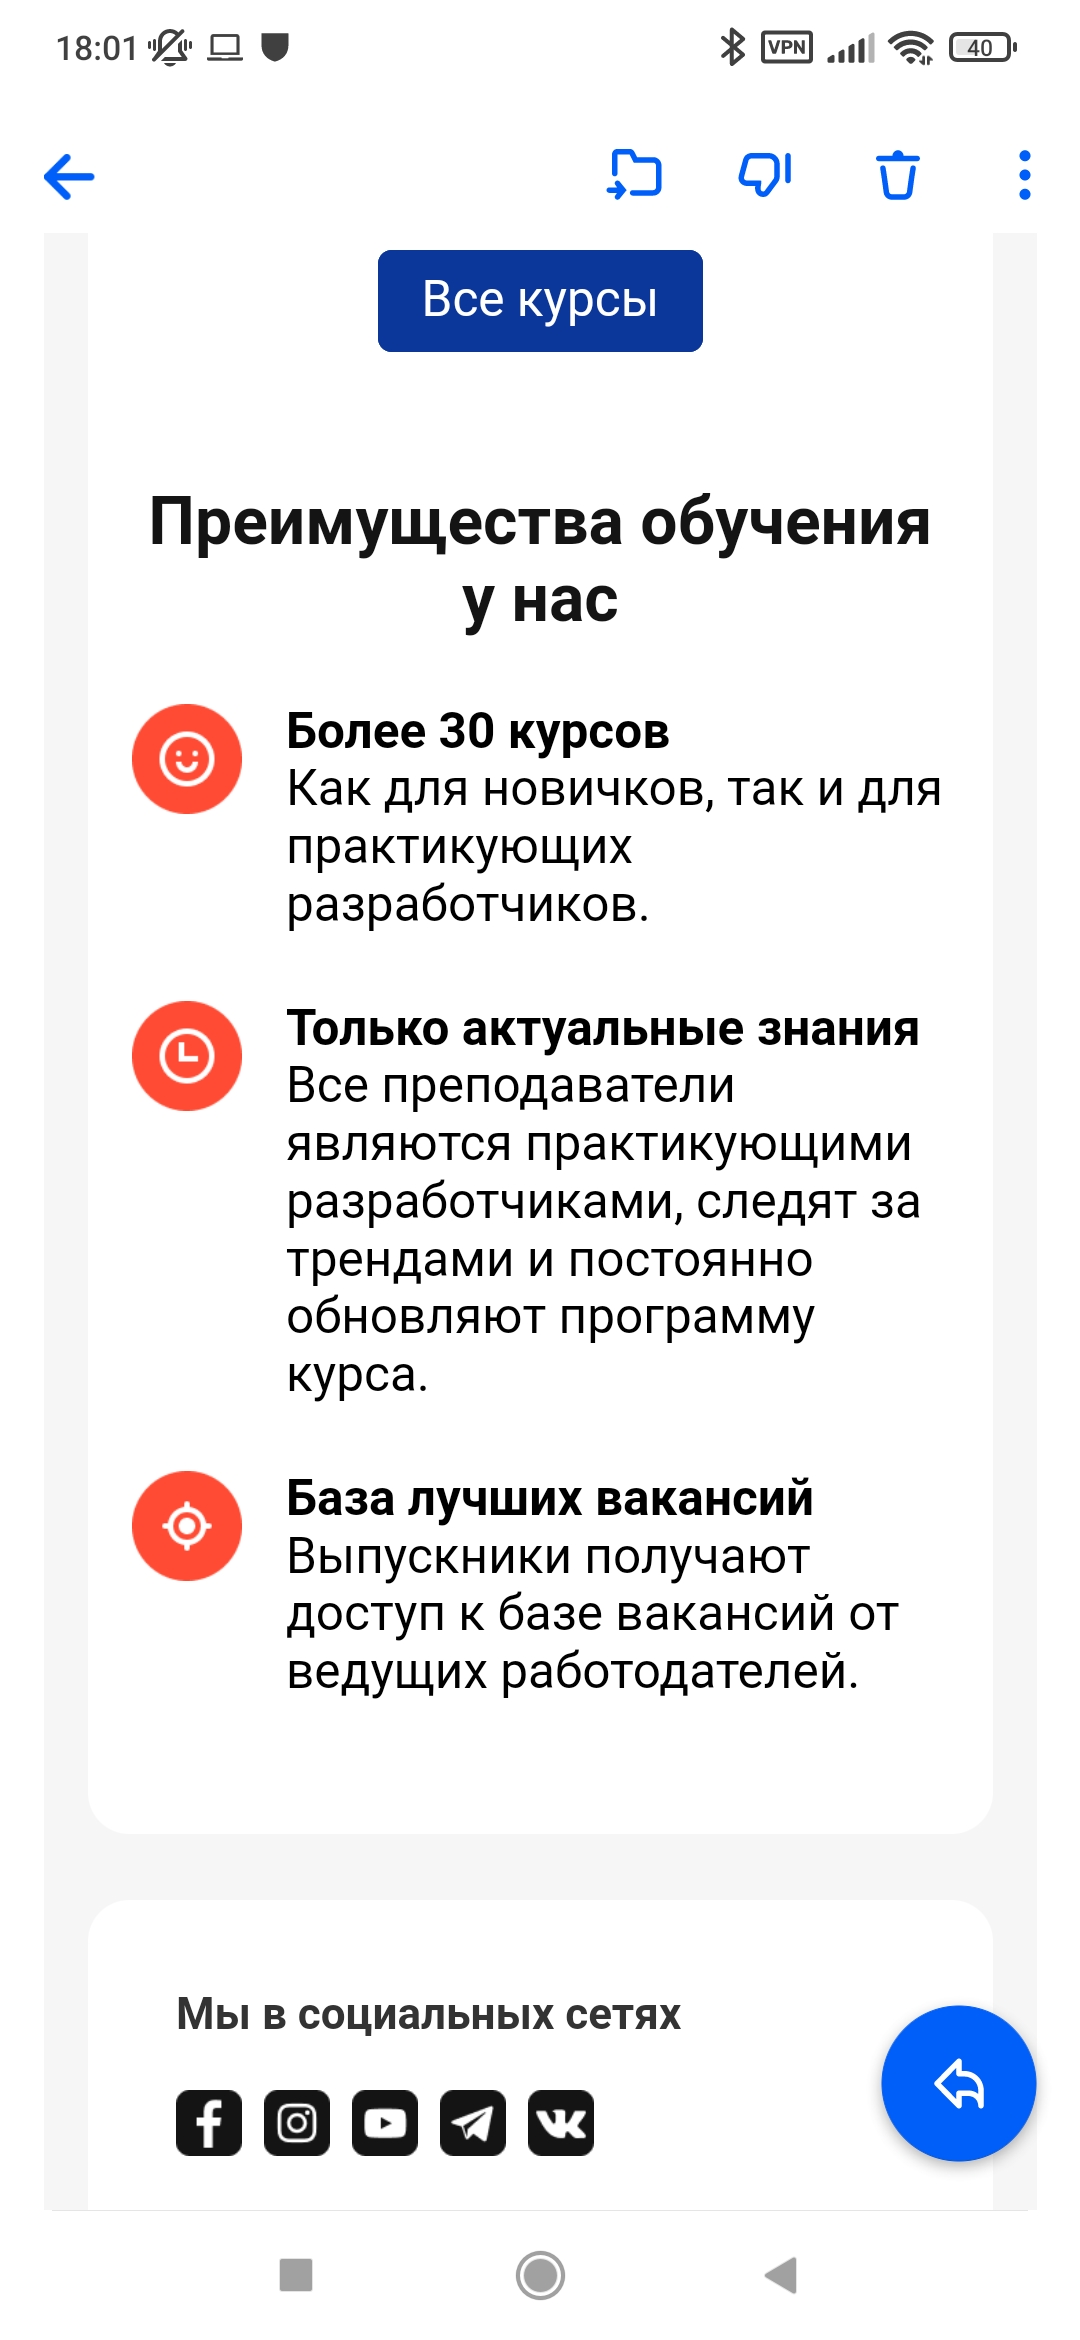 18:01
VPN
40
Все курсы
Преимущества обучения
у нас
Более 30 курсов
Как для новичков, так и для
практикующих
разработчиков.
Только актуальные знания
Все преподаватели
являются практикующими
разработчиками, следят за
трендами и постоянно
обновляют программу
курса.
База лучших вакансий
Выпускники получают
доступ к базе вакансий от
ведущих работодателей.
Мы в социальных сетях